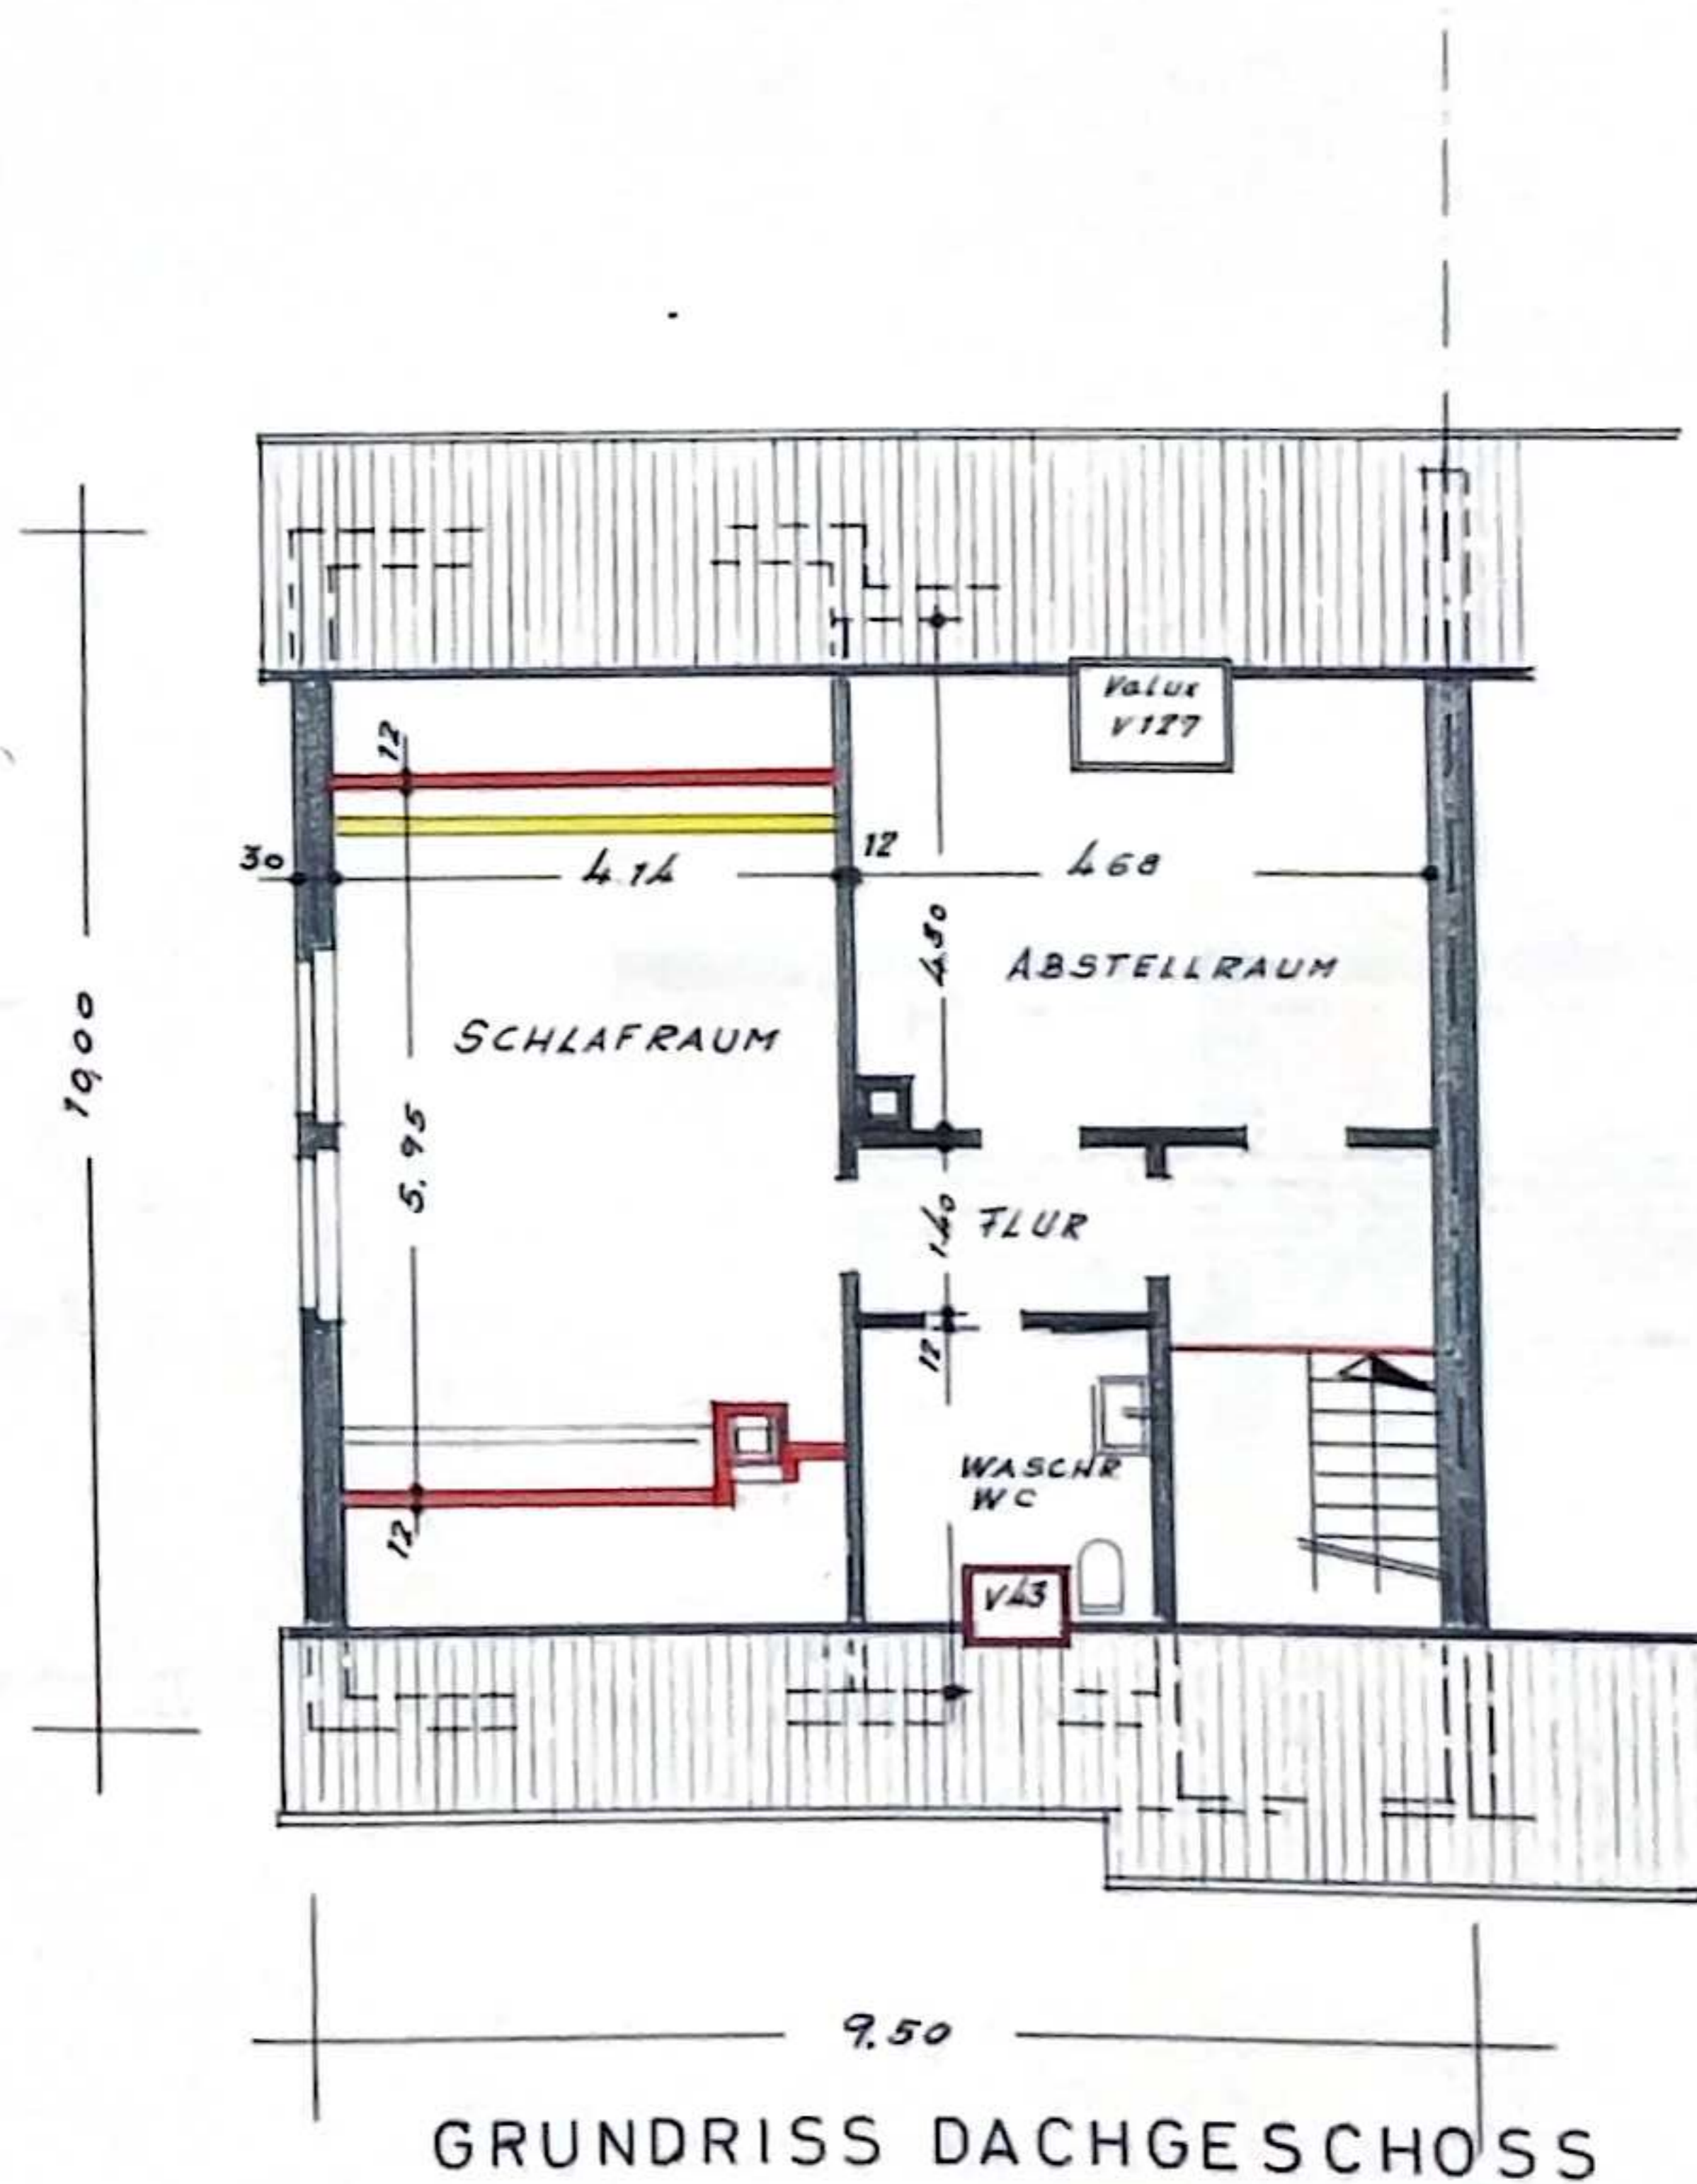 Velux
V 127
12
30
4.14
12
4 68
4.50
ABSTELLRAUM
10,00
SCHLAFRAUM
5.95
1.40
FLUR
12
WASCHR
WC
12
V43
9.50
GRUNDRISS DACHGESCHOSS